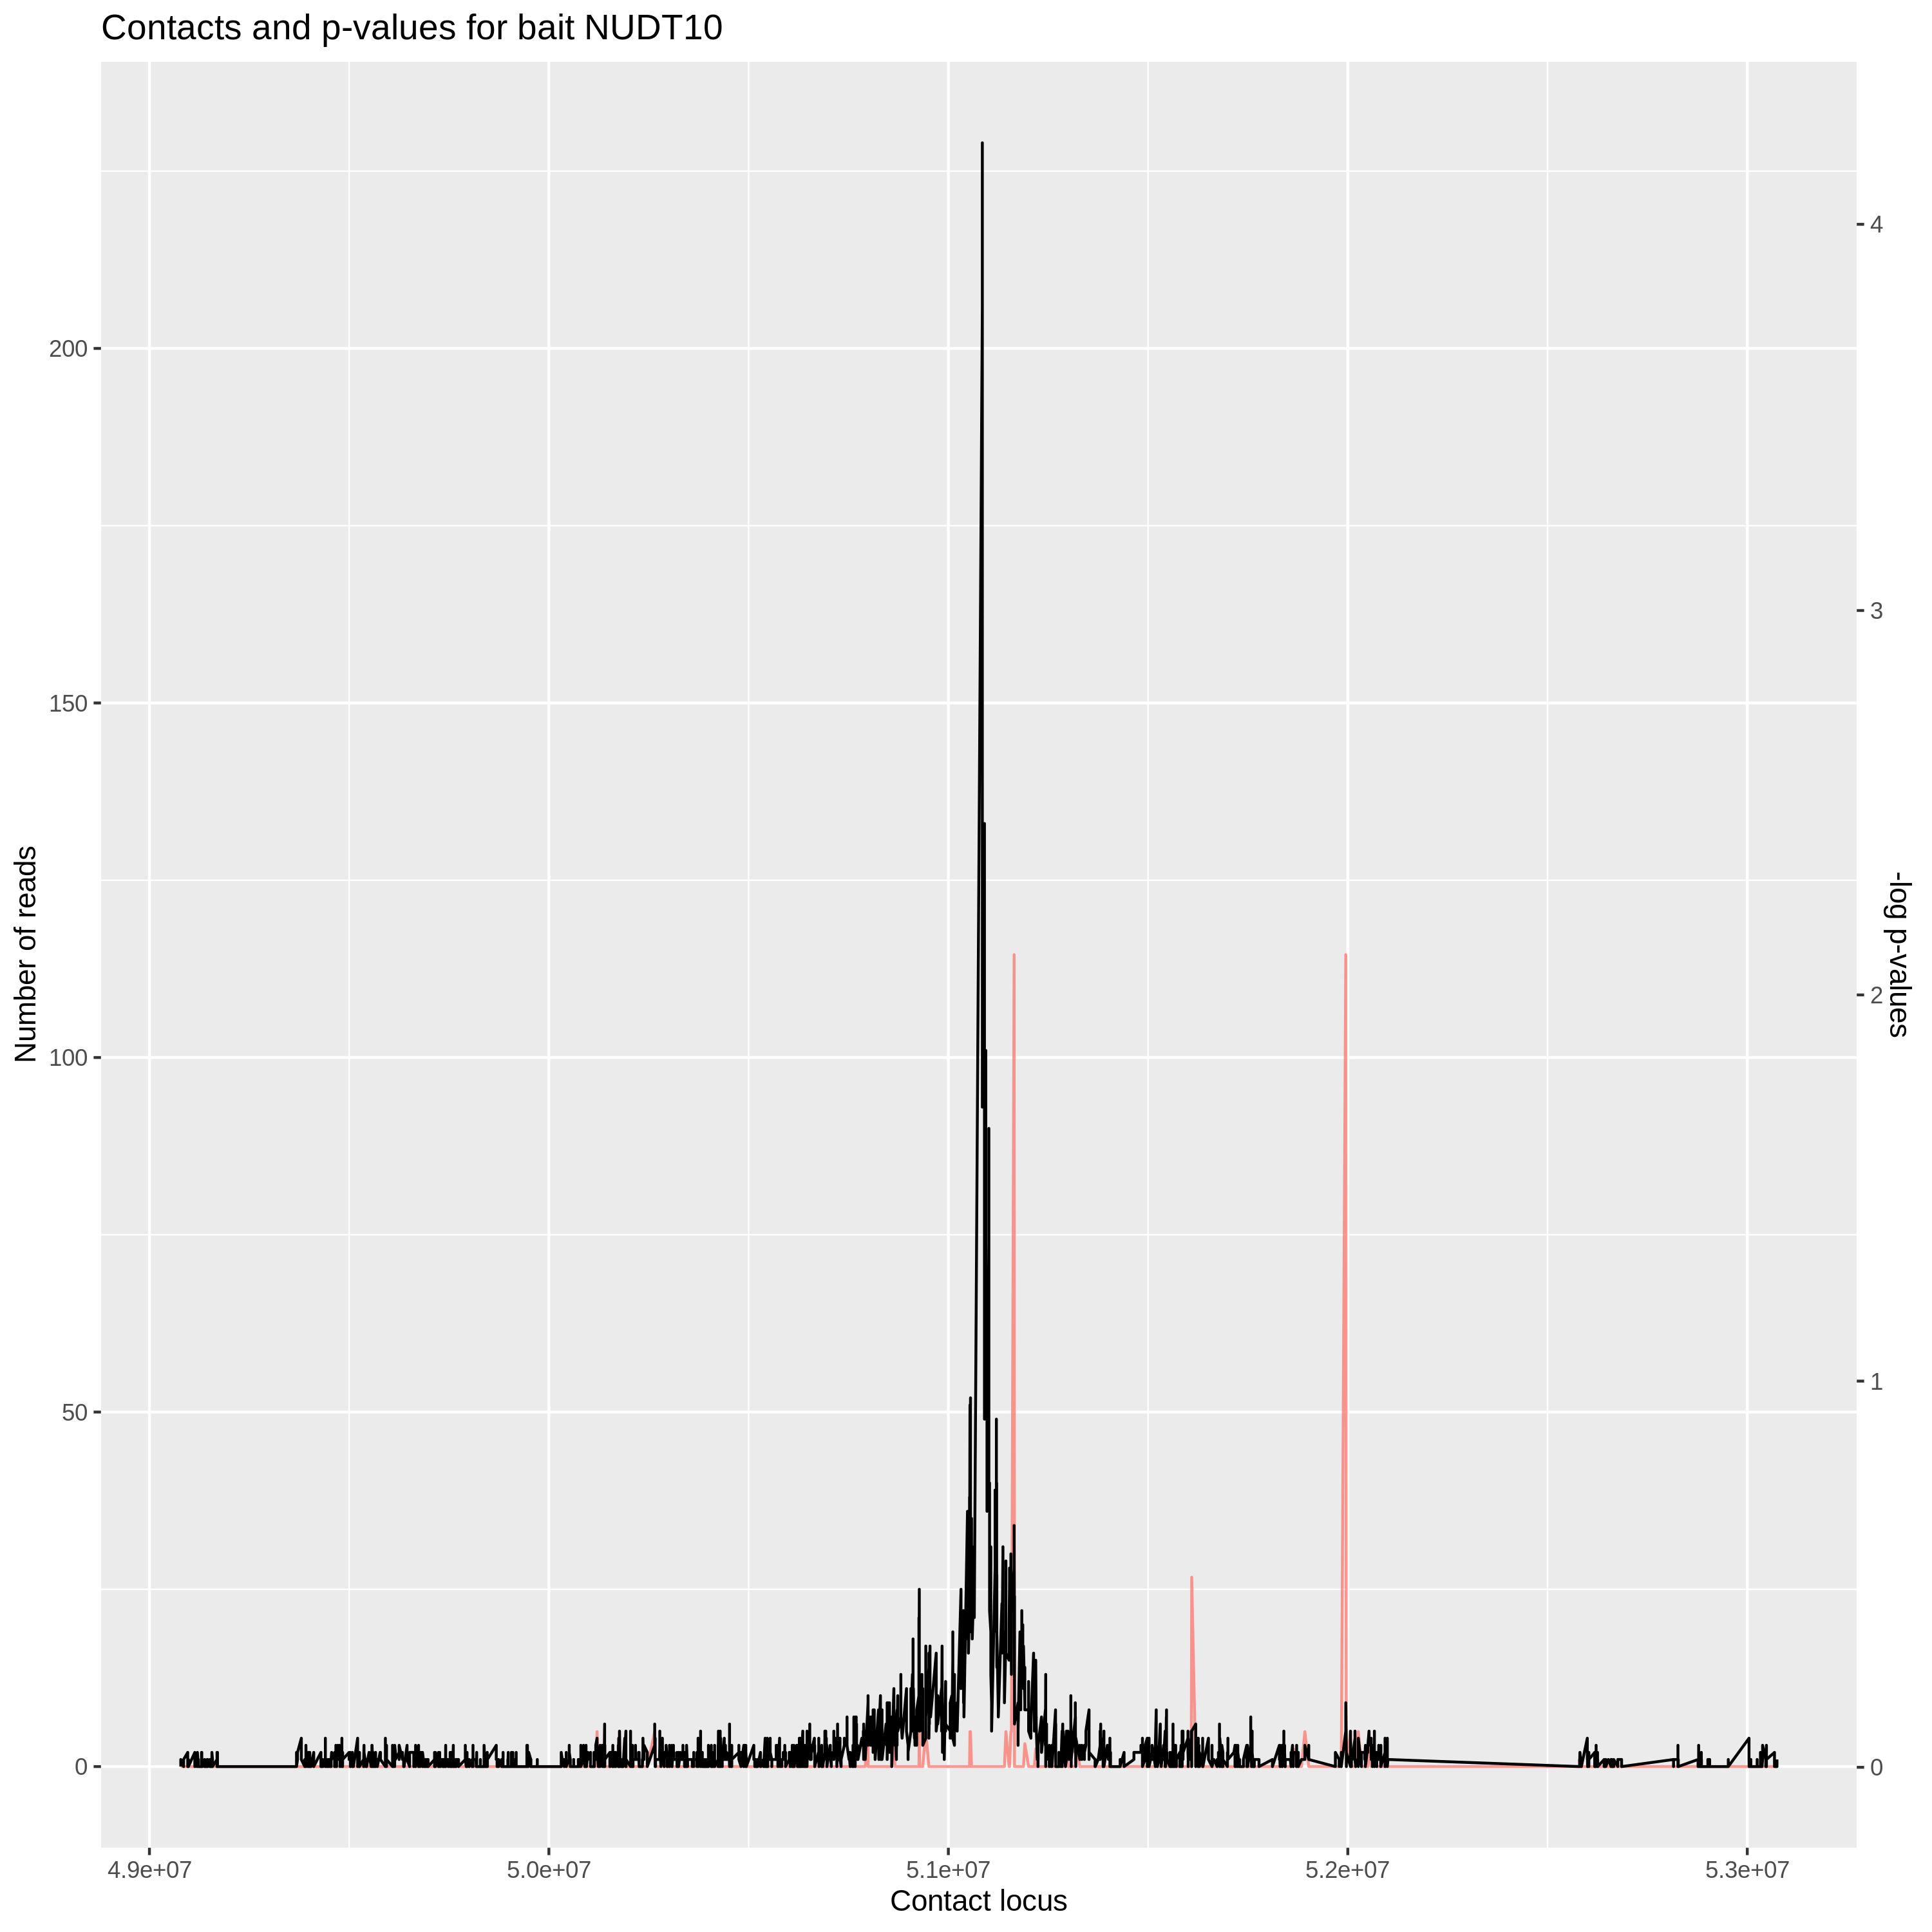 Contacts and p-values for bait NUDT10
Number of reads
200
150
100
50
0
4
3
2
1
0
-log p-values
4.9e+07 5.0e+07 5.1e+07 5.2e+07 5.3e+07
Contact locus